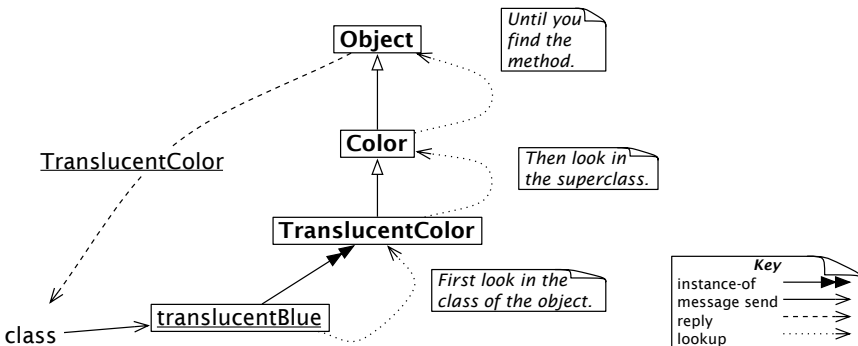 Object
Until you
find the
method.
Color
TranslucentColor
Then look in
the superclass.
TranslucentColor
First look in the
class of the object.
class
translucentBlue
Key
instance-of
message send
reply
lookup